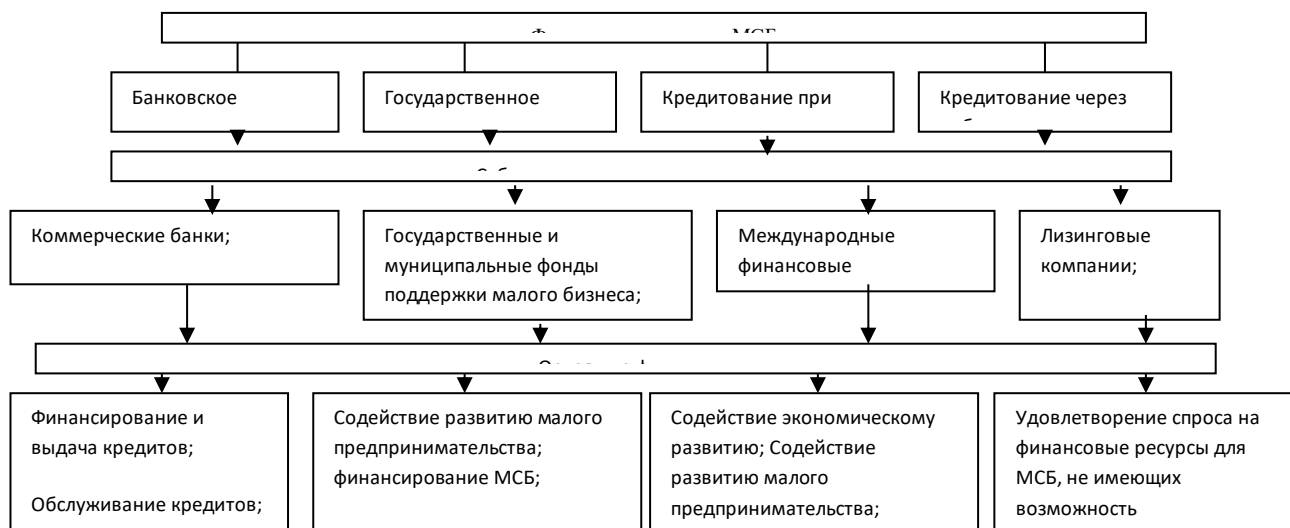 МСБ
Банковское
Государственное
Кредитование при
Кредитование через
Коммерческие банки;
Государственные и
муниципальные фонды
поддержки малого бизнеса;
Международные
финансовые
Лизинговые
компании;
Финансирование и
выдача кредитов;
Обслуживание кредитов;
Содействие развитию малого
предпринимательства;
финансирование МСБ;
Содействие экономическому
развитию; Содействие
развитию малого
предпринимательства;
Удовлетворение спроса на
финансовые ресурсы для
МСБ, не имеющих
возможность